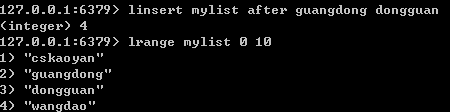 127.0.0.1:6379> linsert mylist after guangdong dongguan
(integer) 4
127.0.0.1:6379> lrange mylist 0 10
1) "cskaoyan"
2) "guangdong"
3) "dongguan"
4) "wangdao"